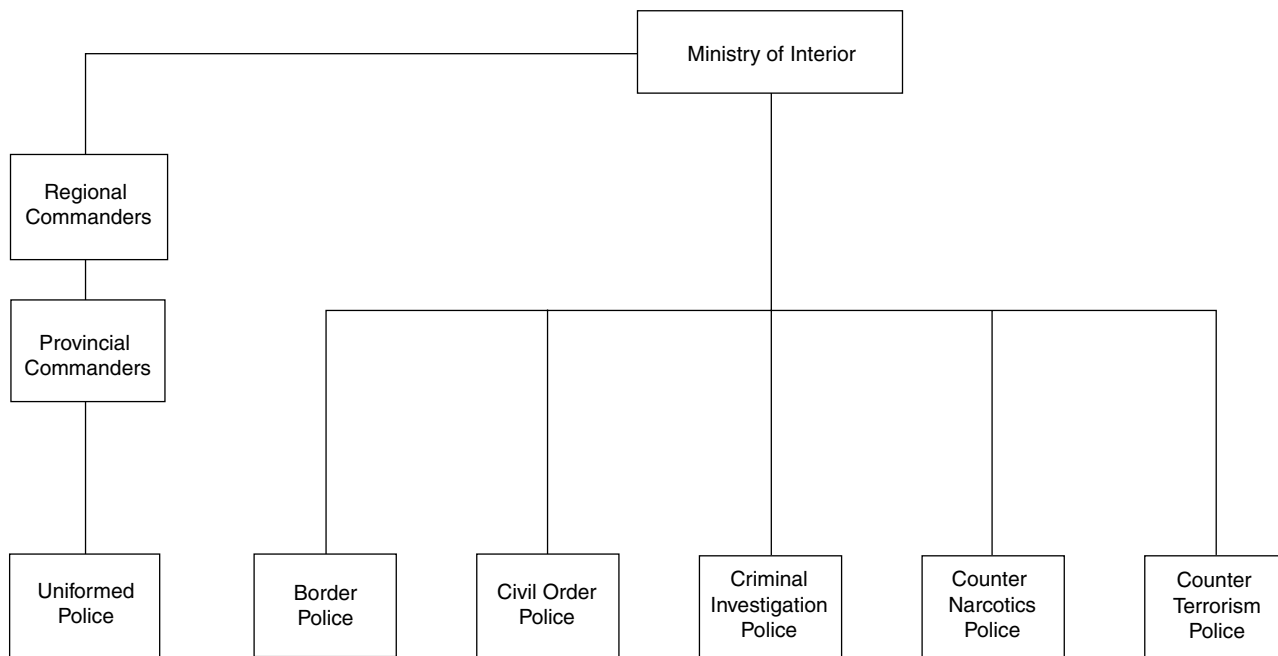 Ministry of Interior
Regional
Commanders
Provincial
Commanders
Uniformed
Police
Border
Police
Civil Order
Police
Criminal
Investigation
Police
Counter
Narcotics
Police
Counter
Terrorism
Police